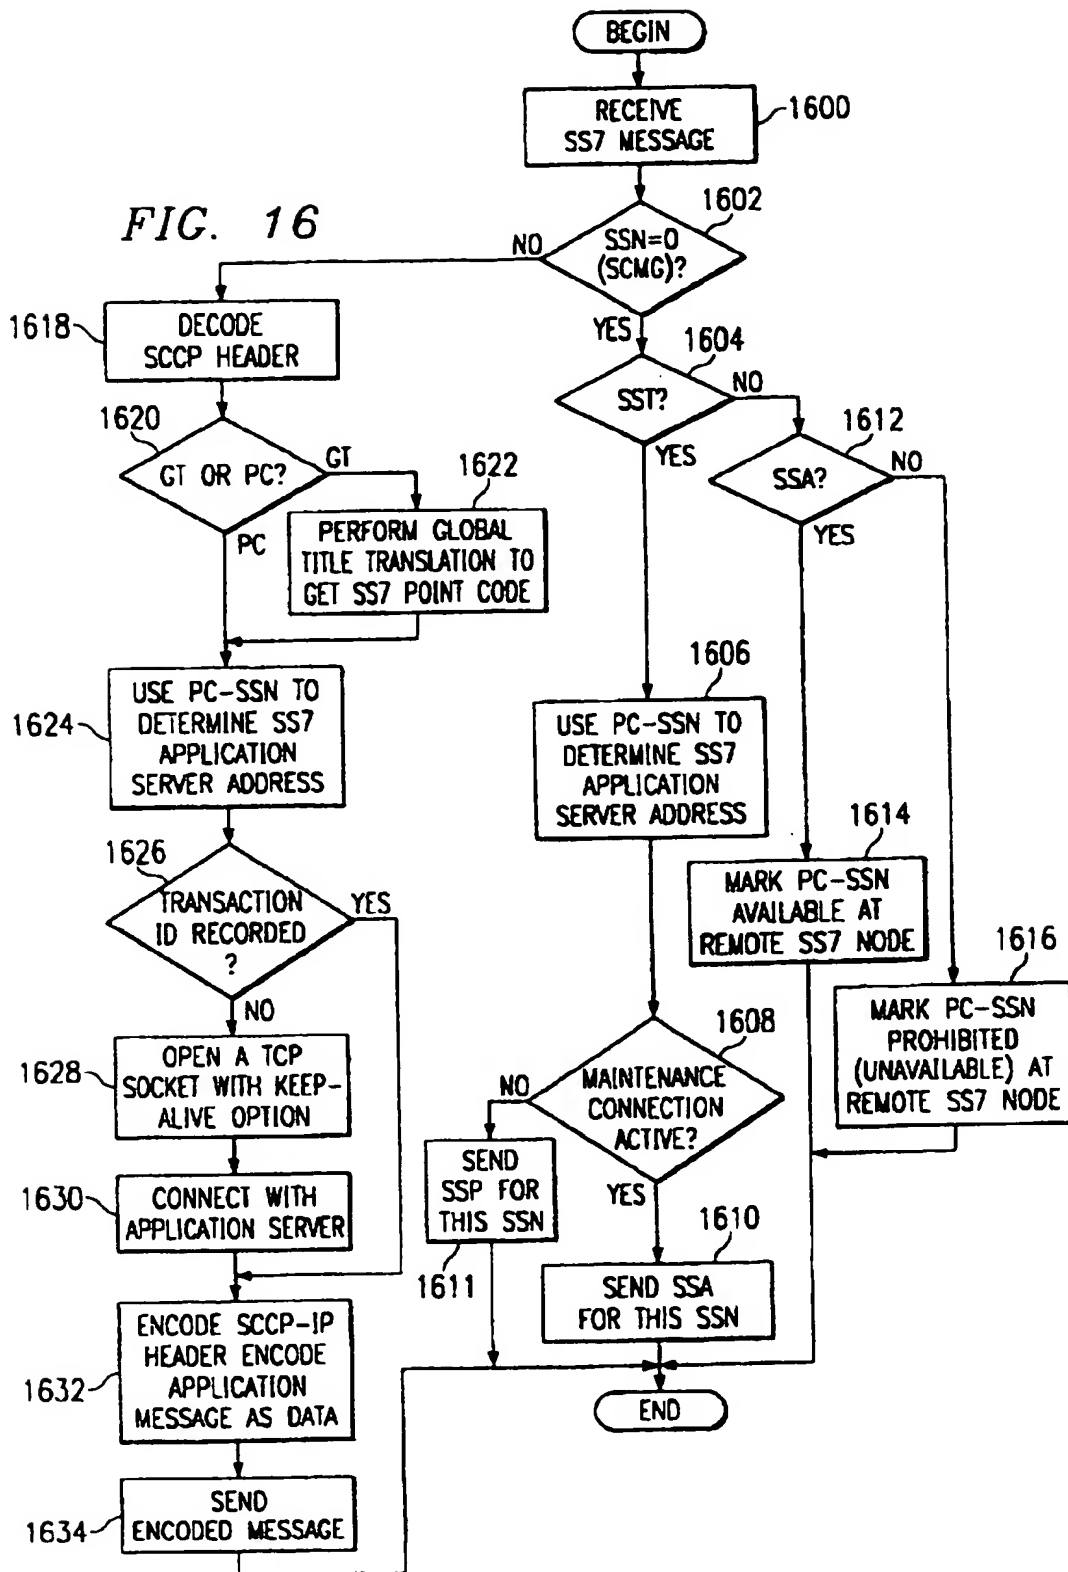 BEGIN
RECEIVE
SS7 MESSAGE
1600
FIG. 16
1602
SSN=0
(SCMG)?
NO
YES
1618
DECODE
SCCP HEADER
1604
SST?
NO
YES
1620
GT OR PC?
GT
PC
1612
SSA?
NO
YES
1622
PERFORM GLOBAL
TITLE TRANSLATION TO
GET SS7 POINT CODE
1624
USE PC-SSN TO
DETERMINE SS7
APPLICATION
SERVER ADDRESS
1606
USE PC-SSN TO
DETERMINE SS7
APPLICATION
SERVER ADDRESS
1614
MARK PC-SSN
AVAILABLE AT
REMOTE SS7 NODE
1626
TRANSACTION
ID RECORDED
?
YES
NO
1616
MARK PC-SSN
PROHIBITED
(UNAVAILABLE) AT
REMOTE SS7 NODE
1628
OPEN A TCP
SOCKET WITH KEEP-
ALIVE OPTION
1608
MAINTENANCE
CONNECTION
ACTIVE?
NO
YES
1630
CONNECT WITH
APPLICATION SERVER
SEND
SSP FOR
THIS SSN
1611
1610
SEND SSA
FOR THIS SSN
1632
ENCODE SCCP-IP
HEADER ENCODE
APPLICATION
MESSAGE AS DATA
END
1634
SEND
ENCODED MESSAGE